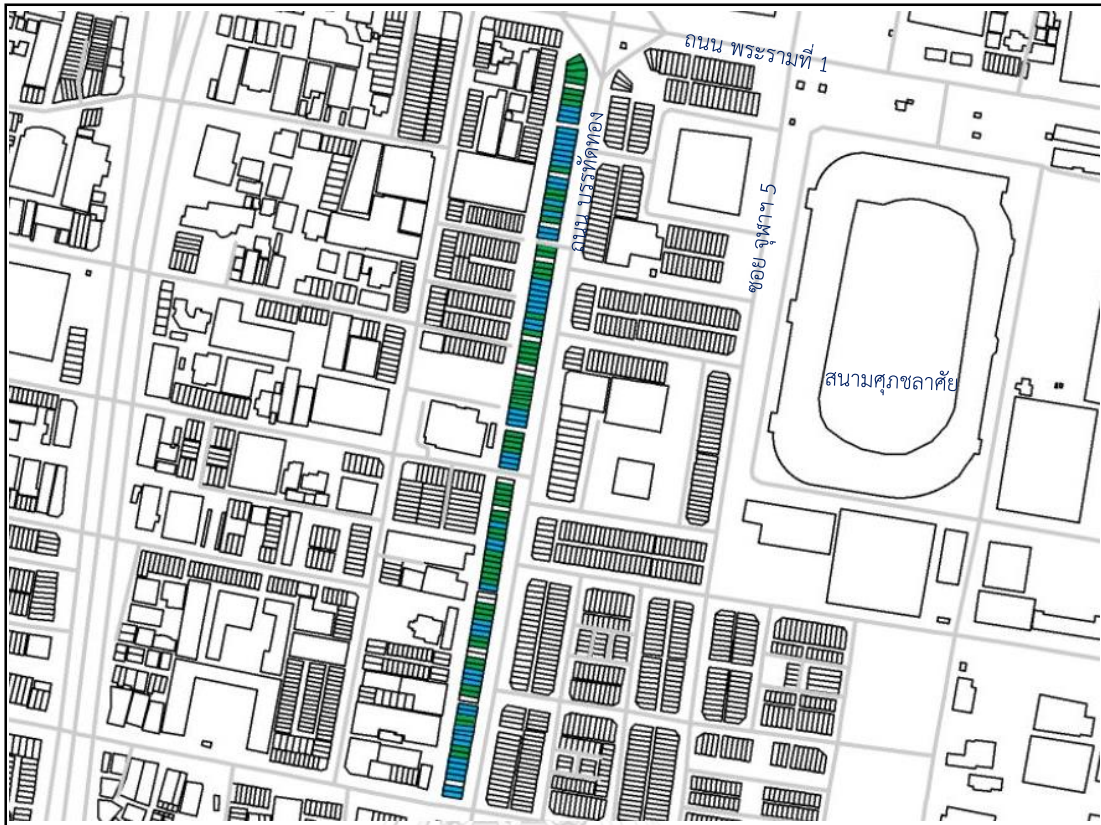 ถนน พระรามที่ 1
ถนน บรรทัดทอง
ซอย จุฬาฯ 5
สนามศุภชลาศัย